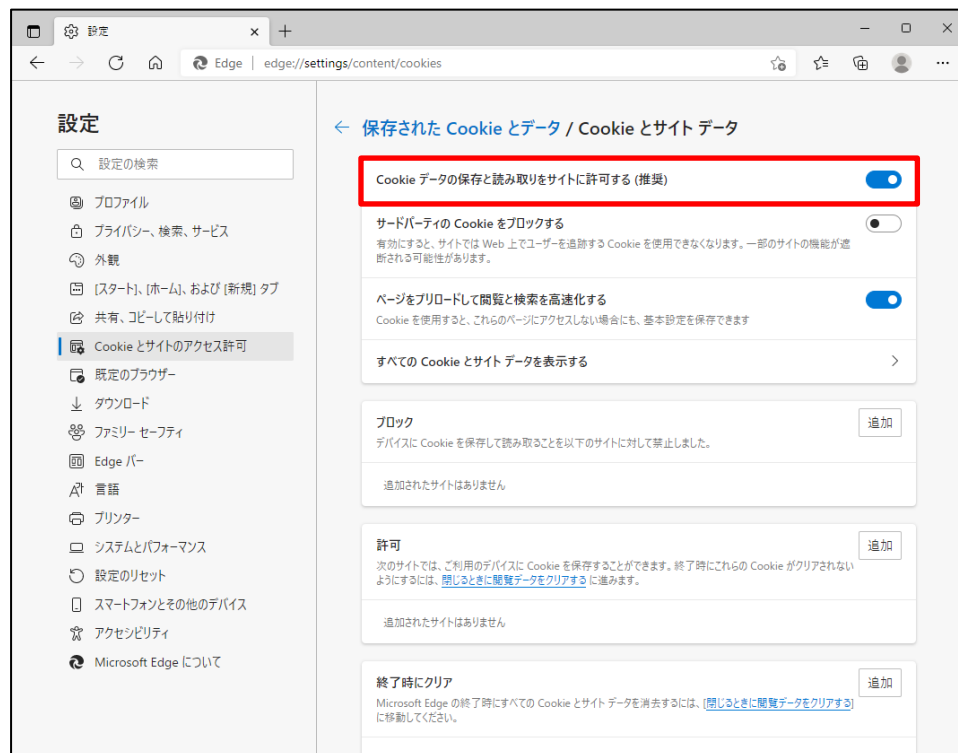 設定
Edge edge://settings/content/cookies
設定
設定の検索
プロファイル
プライバシー、検索、サービス
外観
[スタート]、[ホーム]、および [新規] タブ
共有、コピーして貼り付け
Cookie とサイトのアクセス許可
既定のブラウザー
ダウンロード
ファミリー セーフティ
Edge バー
言語
プリンター
システムとパフォーマンス
設定のリセット
スマートフォンとその他のデバイス
アクセシビリティ
Microsoft Edge について
保存された Cookie とデータ / Cookie とサイト データ
Cookie データの保存と読み取りをサイトに許可する (推奨)
サードパーティの Cookie をブロックする
有効にすると、サイトでは Web 上でユーザーを追跡する Cookie を使用できなくなります。一部のサイトの機能が遮
断される可能性があります。
ページをプリロードして閲覧と検索を高速化する
Cookie を使用すると、これらのページにアクセスしない場合にも、基本設定を保存できます
すべての Cookie とサイト データを表示する
ブロック
追加
デバイスに Cookie を保存して読み取ることを以下のサイトに対して禁止しました。
追加されたサイトはありません
許可
追加
次のサイトでは、ご利用のデバイスに Cookie を保存することができます。終了時にこれらの Cookie がクリアされない
ようにするには、閉じるときに閲覧データをクリアする に進みます。
追加されたサイトはありません
終了時にクリア
追加
Microsoft Edge の終了時にすべての Cookie とサイト データを消去するには、[閉じるときに閲覧データをクリアする]
に移動してください。